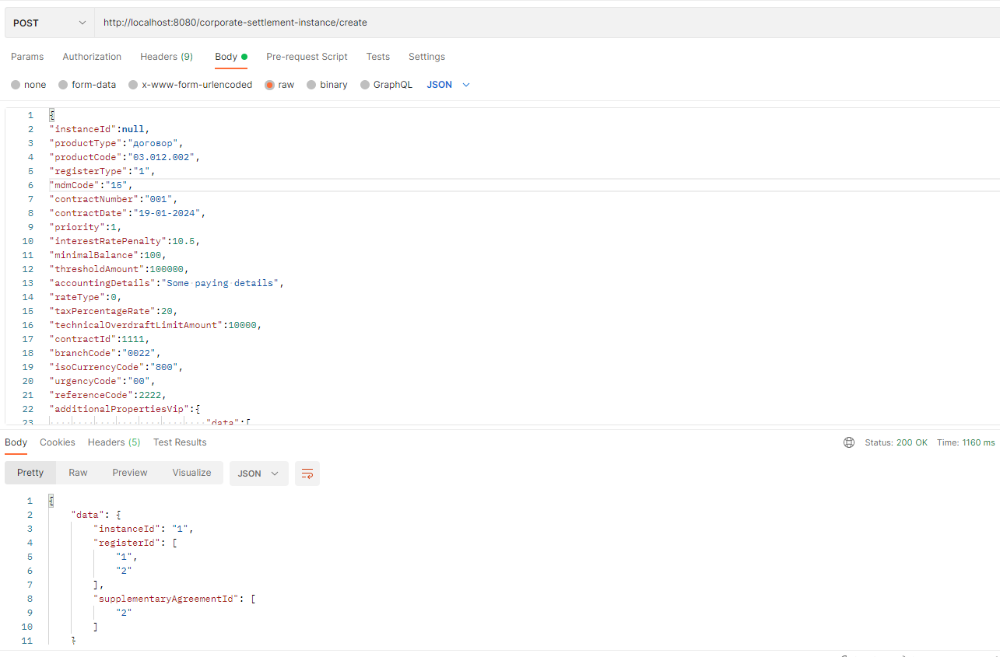 POST http://localhost:8080/corporate-settlement-instance/create
Params Authorization Headers (9) Body Pre-request Script Tests Settings
none form-data x-www-form-urlencoded raw binary GraphQL JSON
1 {
2 "instanceId":null,
3 "productType":"договор",
4 "productCode":"03.012.002",
5 "registerType":"1",
6 "mdmCode":"15",
7 "contractNumber":"001",
8 "contractDate":"19-01-2024",
9 "priority":1,
10 "interestRatePenalty":10.5,
11 "minimalBalance":100,
12 "thresholdAmount":100000,
13 "accountingDetails":"Some paying details",
14 "rateType":0,
15 "taxPercentageRate":20,
16 "technicalOverdraftLimitAmount":10000,
17 "contractId":1111,
18 "branchCode":"0022",
19 "isoCurrencyCode":"800",
20 "urgencyCode":"00",
21 "referenceCode":2222,
22 "additionalPropertiesVip":{
23 "data":[
Body Cookies Headers (5) Test Results Status: 200 OK Time: 1160 ms
Pretty Raw Preview Visualize JSON
1 {
2 "data": {
3 "instanceId": "1",
4 "registerId": [
5 "1",
6 "2"
7 ],
8 "supplementaryAgreementId": [
9 "2"
10 ]
11 }